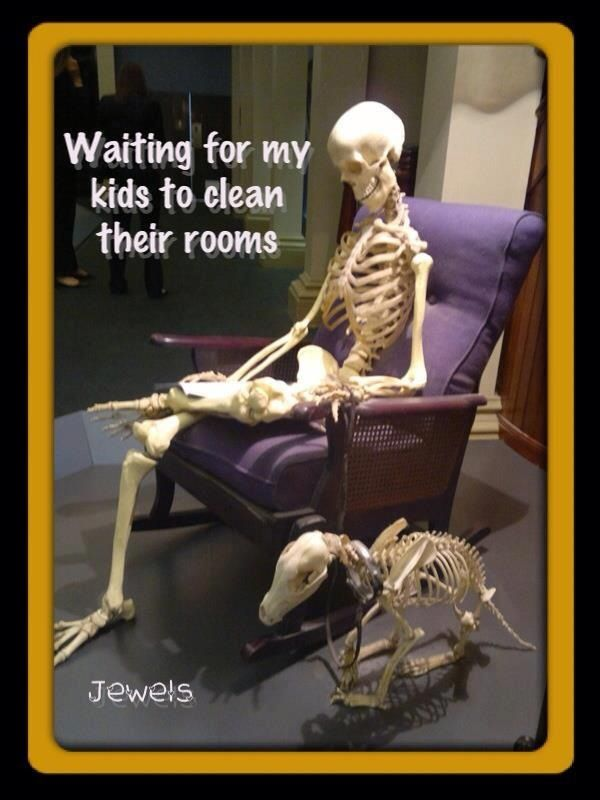 Waiting for my
kids to clean
their rooms
Jewels